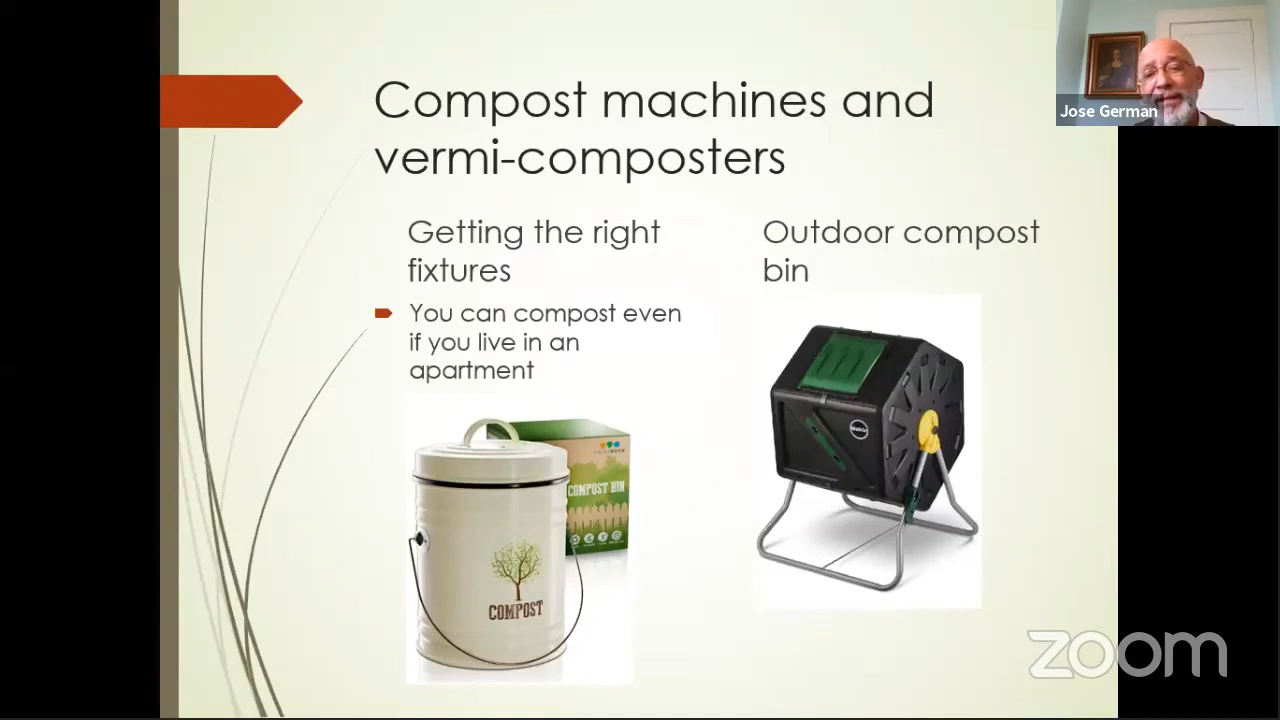 Compost machines and
vermi-composters
Jose German
Getting the right
fixtures
You can compost even
if you live in an
apartment
Outdoor compost
bin
COMPOST BIN
COMPOST
zoom